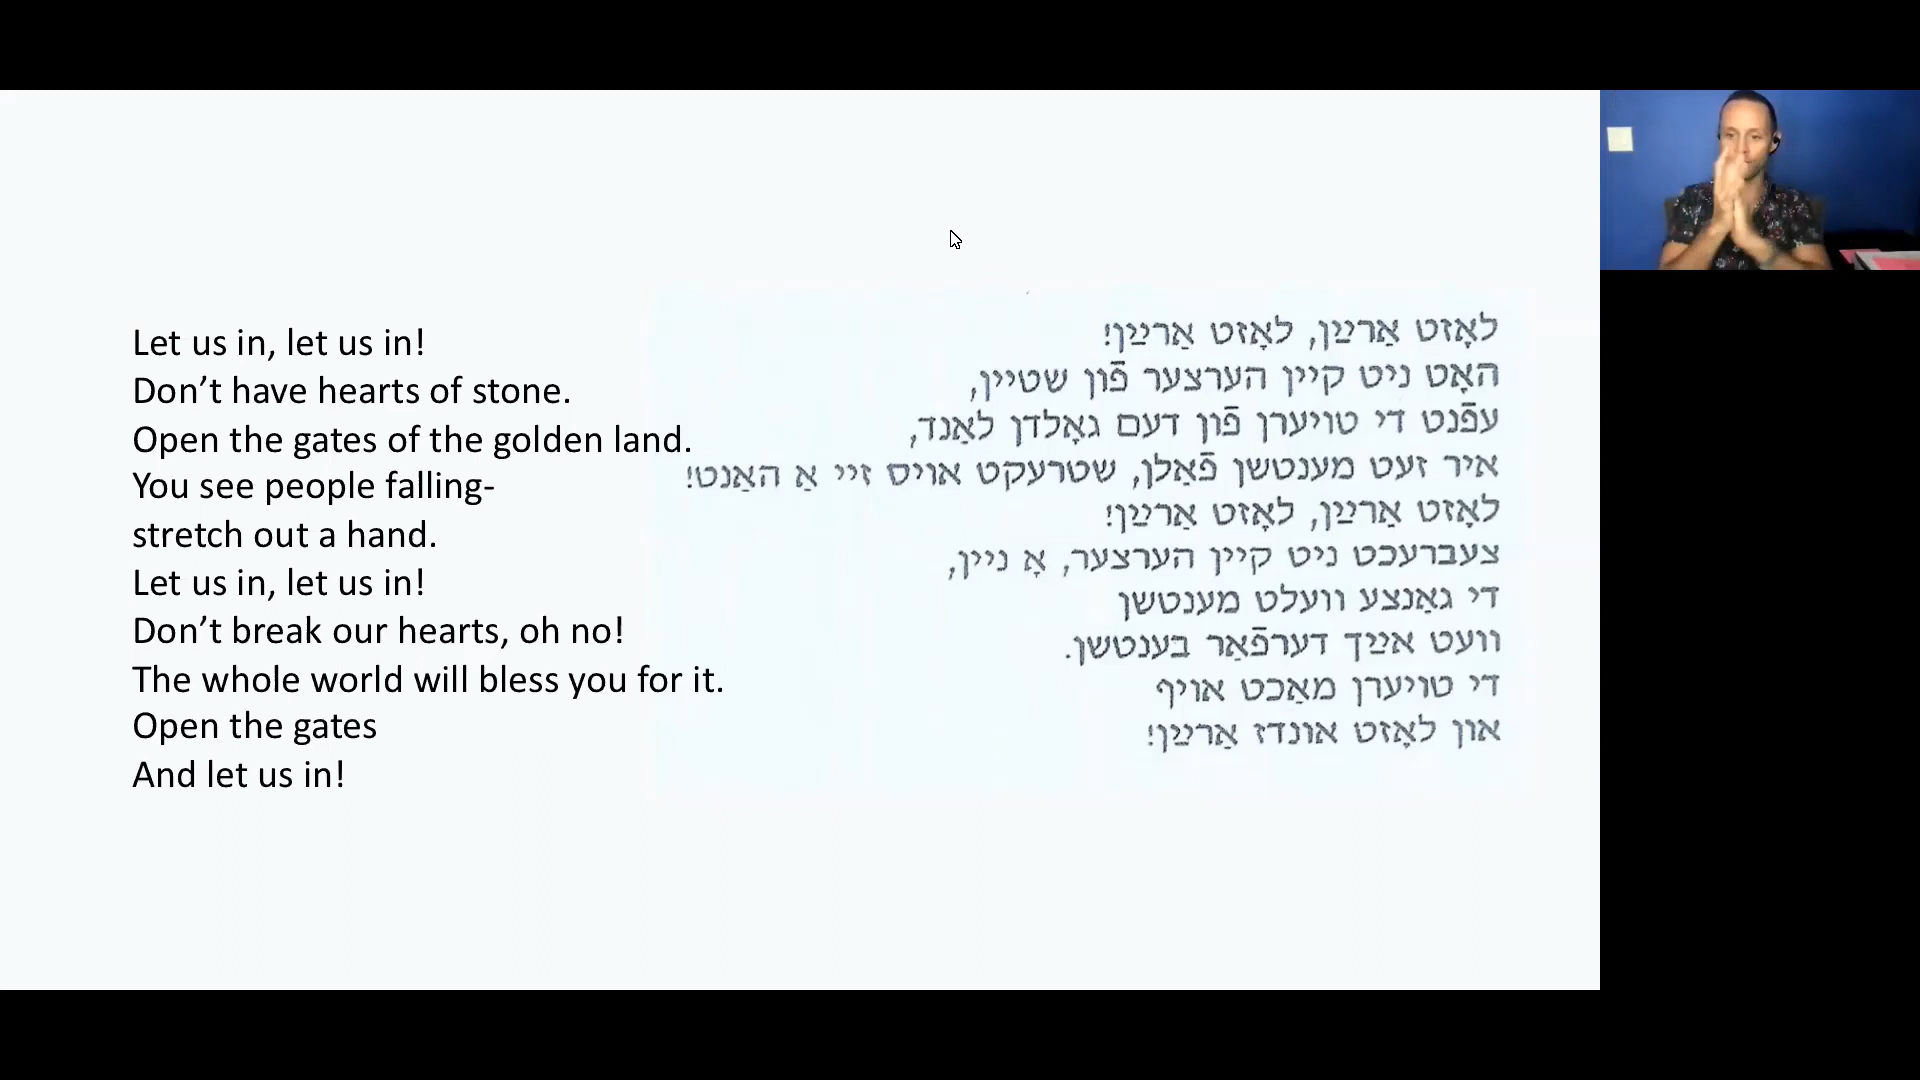 Let us in, let us in!
Don’t have hearts of stone.
Open the gates of the golden land.
You see people falling-
stretch out a hand.
Let us in, let us in!
Don’t break our hearts, oh no!
The whole world will bless you for it.
Open the gates
And let us in!
לאָזט אַרײַן, לאָזט אַרײַן!
האָט ניט קיין הערצער פֿון שטיין,
עפֿנט די טויערן פֿון דעם גאָלדן לאַנד,
איר זעט מענטשן פֿאַלן, שטרעקט אויס זיי אַ האַנט!
לאָזט אַרײַן, לאָזט אַרײַן!
צעברעכט ניט קיין הערצער, אָ ניין,
די גאַנצע וועלט מענטשן
וועט אײַך דערפֿאַר בענטשן.
די טויערן מאַכט אויף
און לאָזט אונדז אַרײַן!